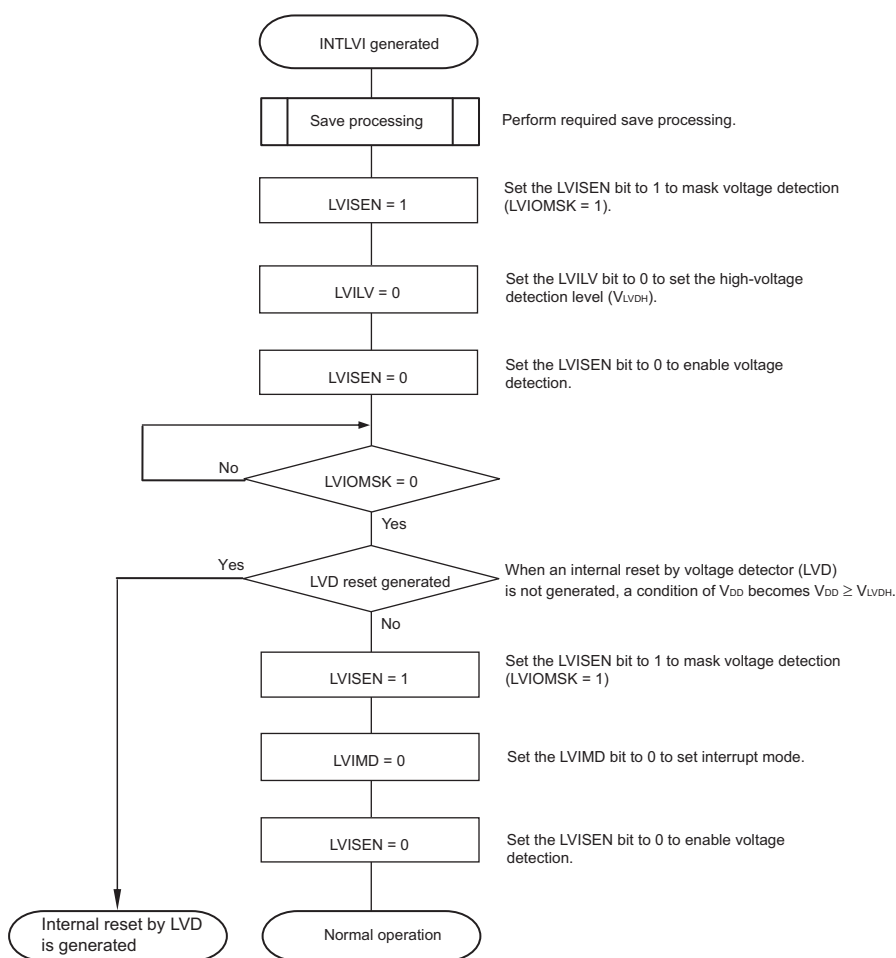 INTLVI generated
Save processing
Perform required save processing.
LVISEN = 1
Set the LVISEN bit to 1 to mask voltage detection
(LVIOMSK = 1).
LVILV = 0
Set the LVILV bit to 0 to set the high-voltage
detection level (VLVDH).
LVISEN = 0
Set the LVISEN bit to 0 to enable voltage
detection.
No
LVIOMSK = 0
Yes
Yes
LVD reset generated
When an internal reset by voltage detector (LVD)
is not generated, a condition of VDD becomes VDD ≥ VLVDH.
No
LVISEN = 1
Set the LVISEN bit to 1 to mask voltage detection
(LVIOMSK = 1)
LVIMD = 0
Set the LVIMD bit to 0 to set interrupt mode.
LVISEN = 0
Set the LVISEN bit to 0 to enable voltage
detection.
Internal reset by LVD
is generated
Normal operation